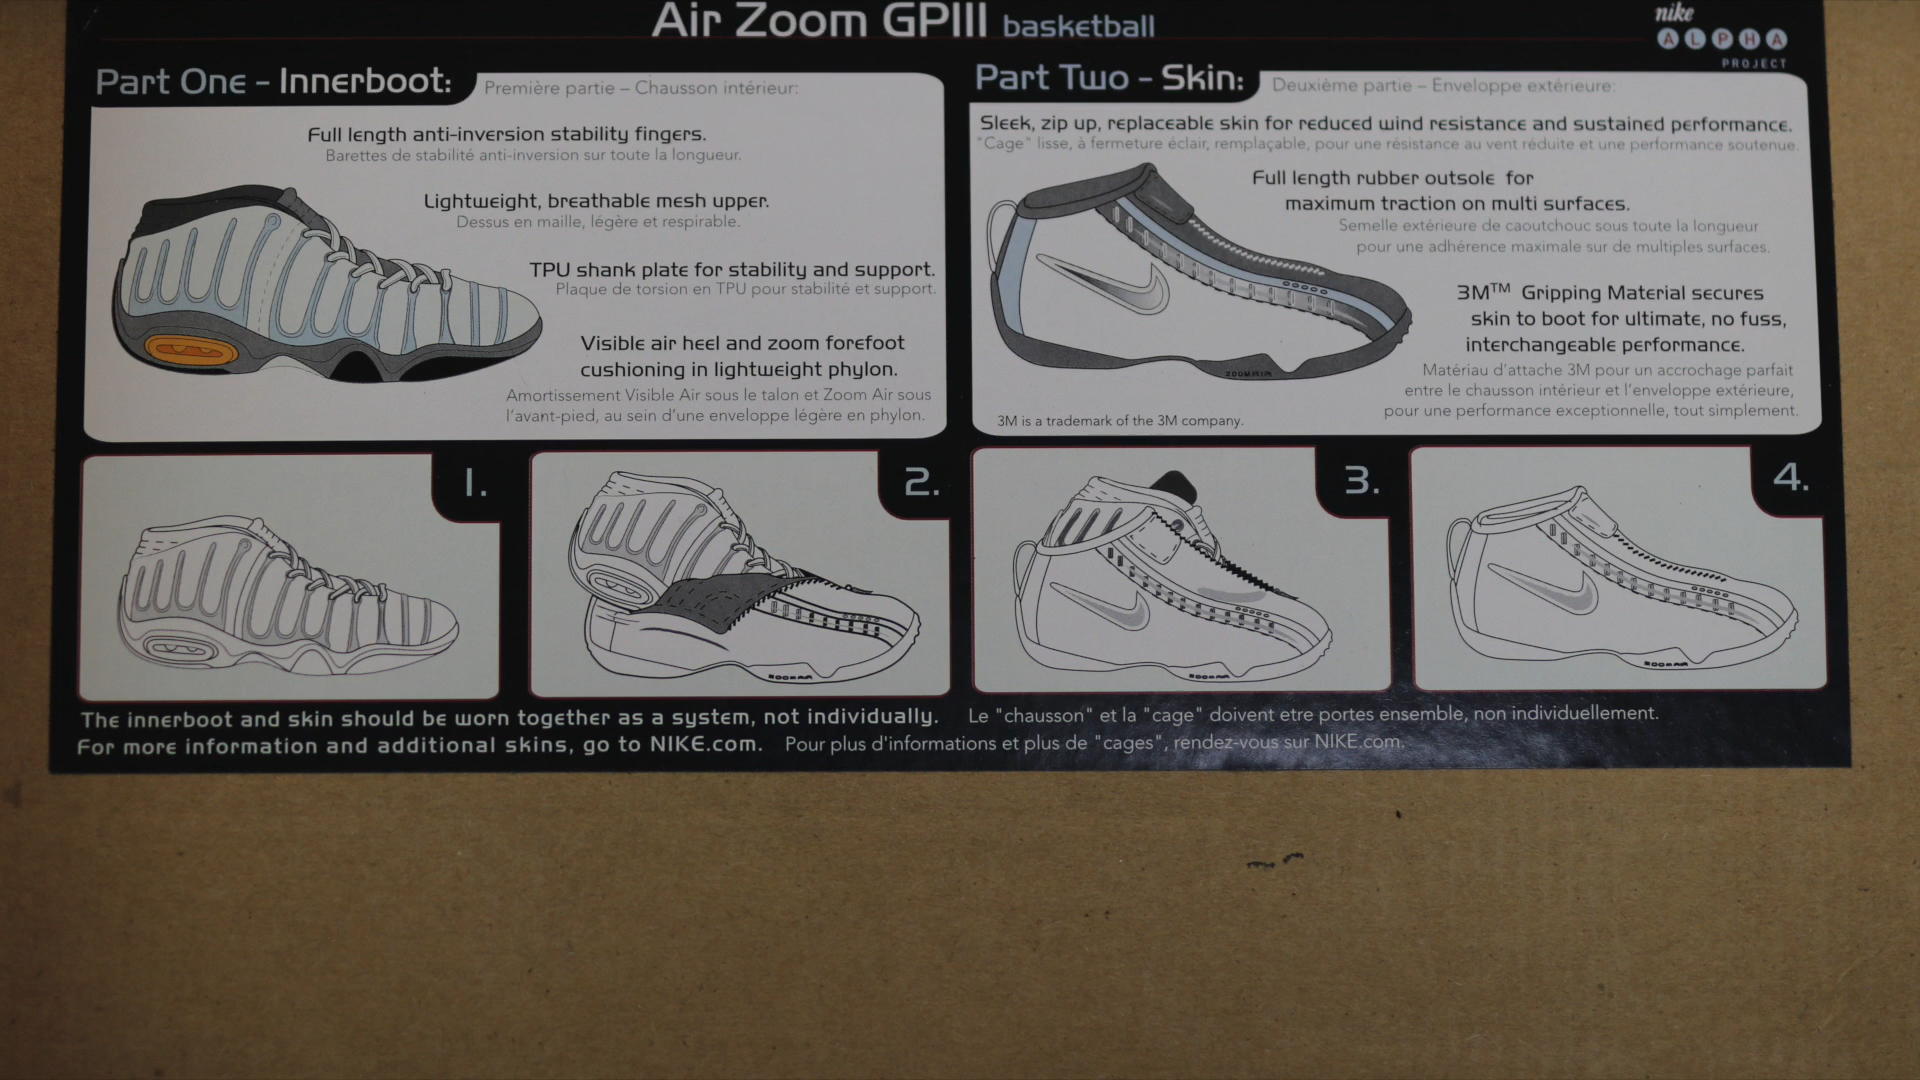 Air Zoom GPIII basketball
nike
ALPHA
PROJECT
Part One - Innerboot:
Première partie – Chausson intérieur:
Full length anti-inversion stability fingers.
Barettes de stabilité anti-inversion sur toute la longueur.
Lightweight, breathable mesh upper.
Dessus en maille, légère et respirable.
TPU shank plate for stability and support.
Plaque de torsion en TPU pour stabilité et support.
Visible air heel and zoom forefoot
cushioning in lightweight phylon.
Amortissement Visible Air sous le talon et Zoom Air sous
l'avant-pied, au sein d'une enveloppe légère en phylon.
Part Two - Skin:
Deuxième partie – Enveloppe extérieure:
Sleek, zip up, replaceable skin for reduced wind resistance and sustained performance.
"Cage" lisse, à fermeture éclair, remplaçable, pour une résistance au vent réduite et une performance soutenue.
Full length rubber outsole for
maximum traction on multi surfaces.
Semelle extérieure de caoutchouc sous toute la longueur
pour une adhérence maximale sur de multiples surfaces.
3M™ Gripping Material secures
skin to boot for ultimate, no fuss,
interchangeable performance.
Matériau d'attache 3M pour un accrochage parfait
entre le chausson intérieur et l'enveloppe extérieure,
pour une performance exceptionnelle, tout simplement.
ZOOM AIR
3M is a trademark of the 3M company.
1.
2.
ZOOM AIR
3.
ZOOM AIR
4.
ZOOM AIR
The innerboot and skin should be worn together as a system, not individually. Le "chausson" et la "cage" doivent etre portes ensemble, non individuellement.
For more information and additional skins, go to NIKE.com. Pour plus d'informations et plus de "cages", rendez-vous sur NIKE.com.